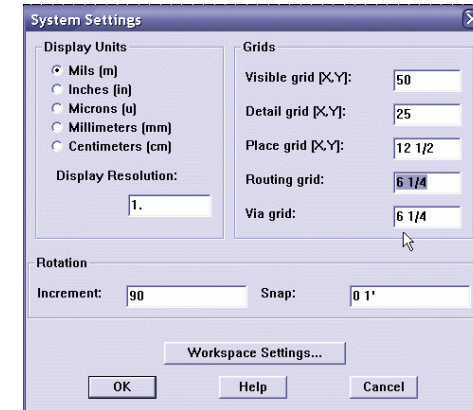 System Settings
Display Units
Mils (m)
Inches (in)
Microns (u)
Millimeters (mm)
Centimeters (cm)
Display Resolution:
1.
Grids
Visible grid [X,Y]: 50
Detail grid [X,Y]: 25
Place grid [X,Y]: 12 1/2
Routing grid: 6 1/4
Via grid: 6 1/4
Rotation
Increment: 90 Snap: 0 1'
Workspace Settings...
OK Help Cancel